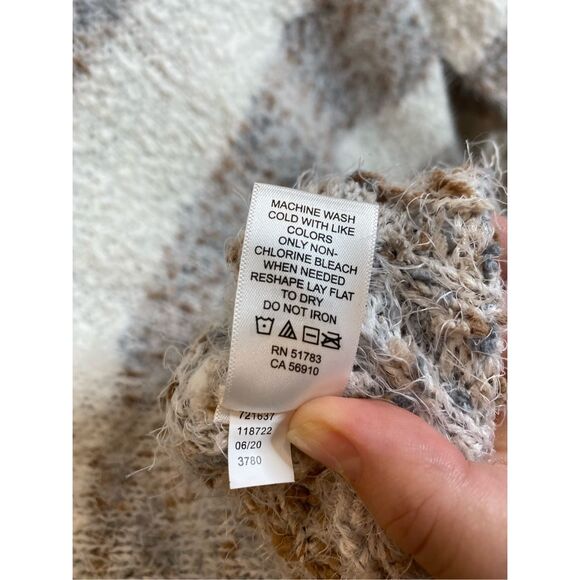 MACHINE WASH
COLD WITH LIKE
COLORS
ONLY NON-
CHLORINE BLEACH
WHEN NEEDED
RESHAPE LAY FLAT
TO DRY
DO NOT IRON
RN 51783
CA 56910
721637
118722
06/20
3780